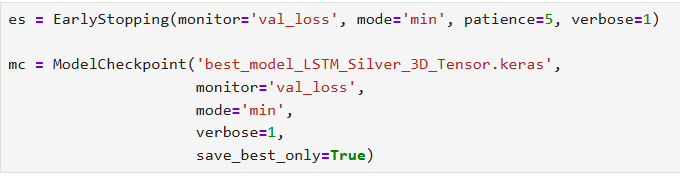 es = EarlyStopping(monitor='val_loss', mode='min', patience=5, verbose=1)
mc = ModelCheckpoint('best_model_LSTM_Silver_3D_Tensor.keras',
monitor='val_loss',
mode='min',
verbose=1,
save_best_only=True)